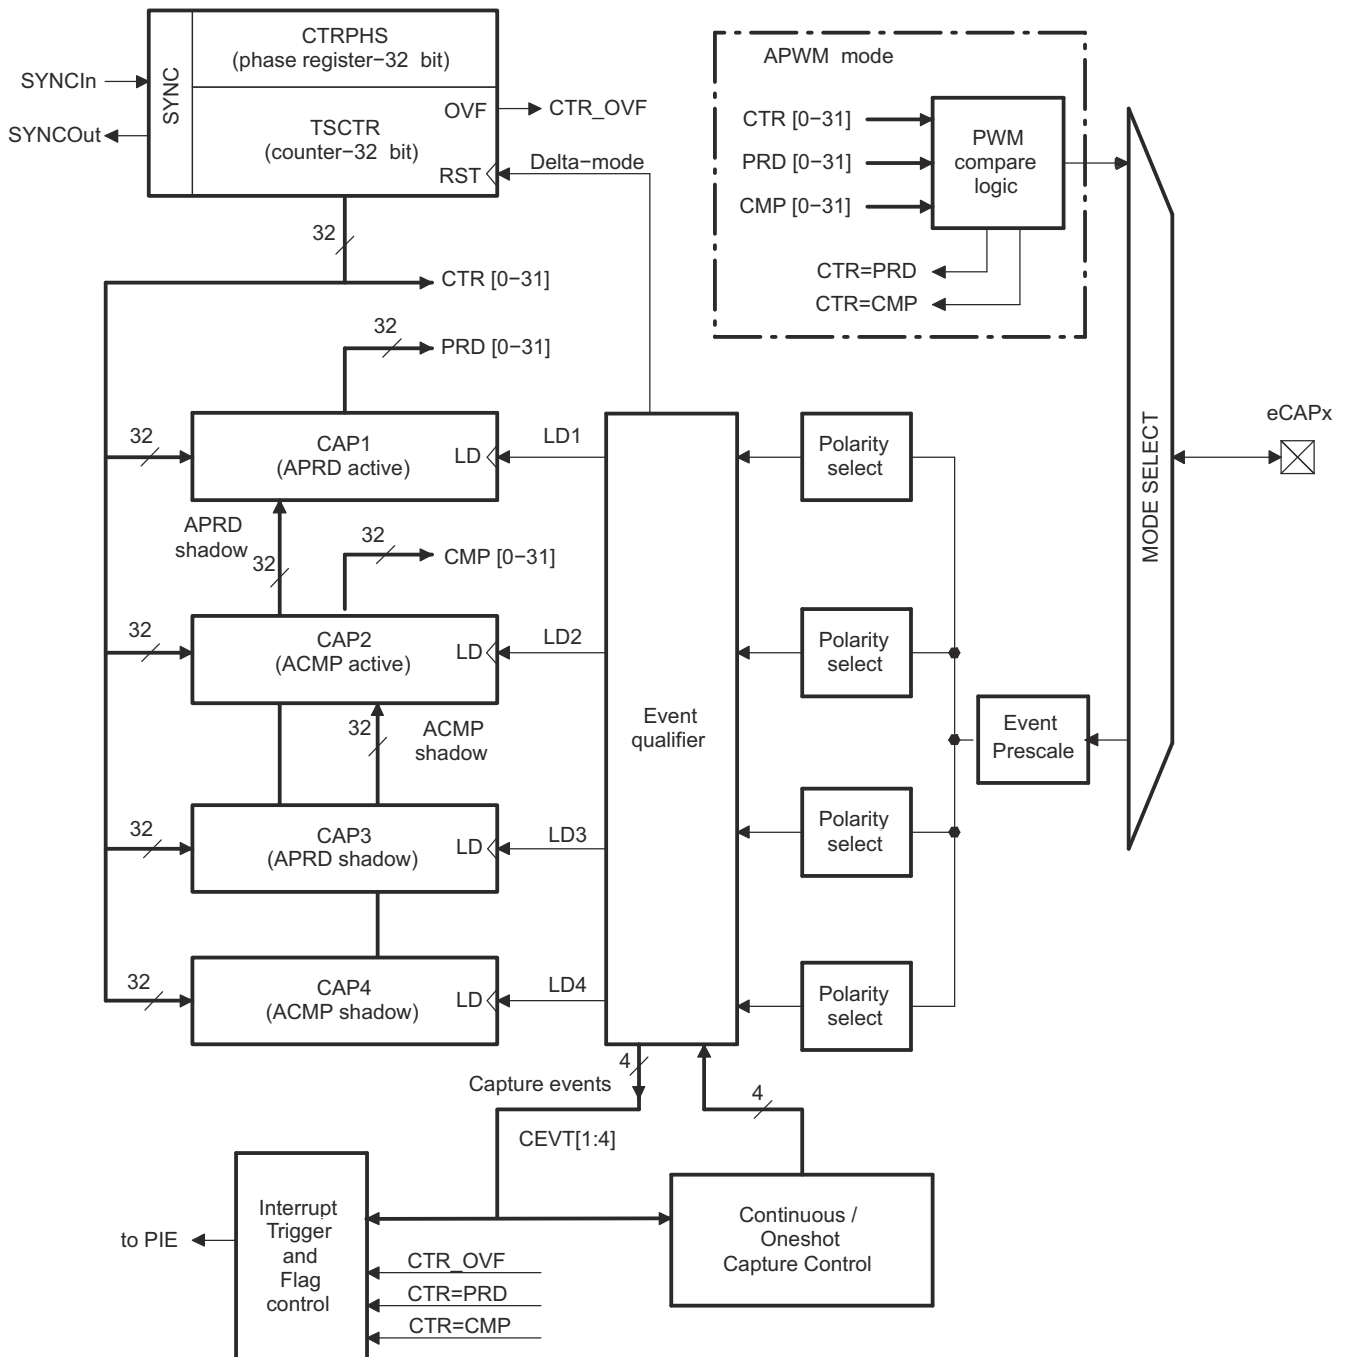 CTRPHS
(phase register−32 bit)
SYNC
SYNCIn
SYNCOut
OVF
CTR_OVF
TSCTR
(counter−32 bit)
RST
Delta−mode
32
CTR [0−31]
APWM mode
CTR [0−31]
PRD [0−31]
CMP [0−31]
PWM
compare
logic
CTR=PRD
CTR=CMP
32
PRD [0−31]
32
CAP1
(APRD active)
LD
LD1
Polarity
select
MODE SELECT
eCAPx
APRD
shadow
32
32
CMP [0−31]
32
CAP2
(ACMP active)
LD
LD2
Polarity
select
32
ACMP
shadow
Event
qualifier
Event
Prescale
32
CAP3
(APRD shadow)
LD
LD3
Polarity
select
32
CAP4
(ACMP shadow)
LD
LD4
Polarity
select
4
Capture events
4
CEVT[1:4]
Interrupt
Trigger
and
Flag
control
to PIE
CTR_OVF
CTR=PRD
CTR=CMP
Continuous /
Oneshot
Capture Control